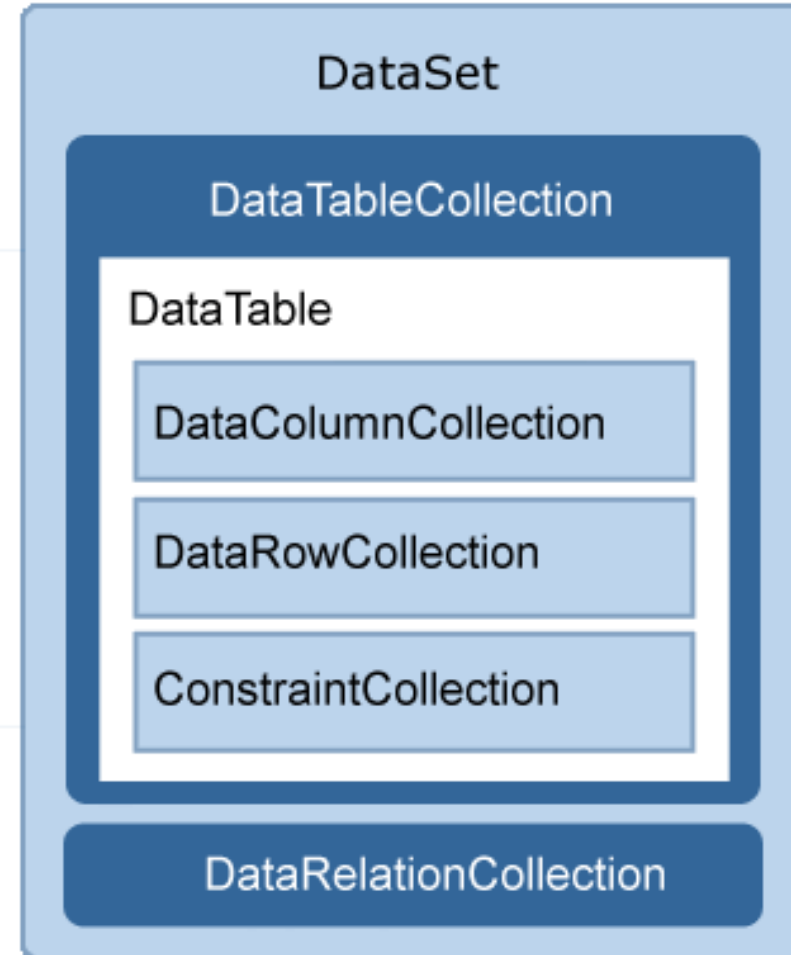 DataSet
DataTableCollection
DataTable
DataColumnCollection
DataRowCollection
ConstraintCollection
DataRelationCollection